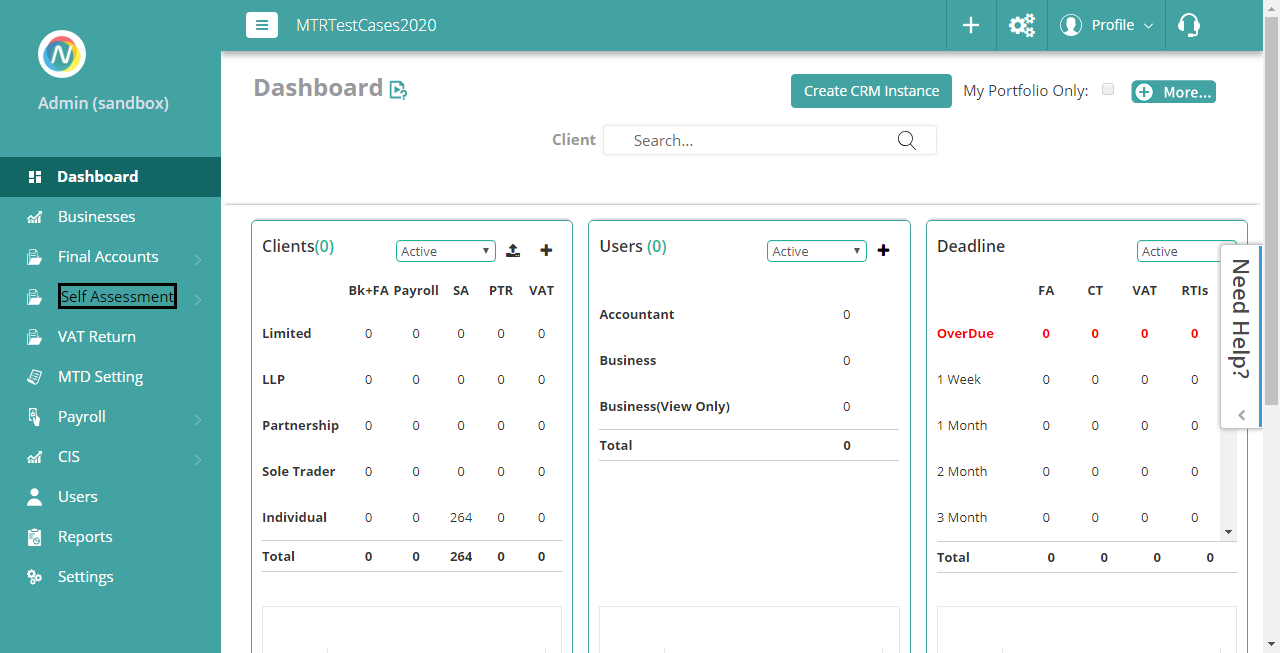 MTRTestCases2020
Profile
N
Admin (sandbox)
Dashboard
Businesses
Final Accounts
Self Assessment
VAT Return
MTD Setting
Payroll
CIS
Users
Reports
Settings
Dashboard ?
Create CRM Instance My Portfolio Only: More...
Client Search...
Clients(0) Active
Bk+FA Payroll SA PTR VAT
Limited 0 0 0 0 0
LLP 0 0 0 0 0
Partnership 0 0 0 0 0
Sole Trader 0 0 0 0 0
Individual 0 0 264 0 0
Total 0 0 264 0 0
Users (0) Active
Accountant 0
Business 0
Business(View Only) 0
Total 0
Deadline Active
FA CT VAT RTIs
OverDue 0 0 0 0
1 Week 0 0 0 0
1 Month 0 0 0 0
2 Month 0 0 0 0
3 Month 0 0 0 0
Total 0 0 0 0
Need Help?